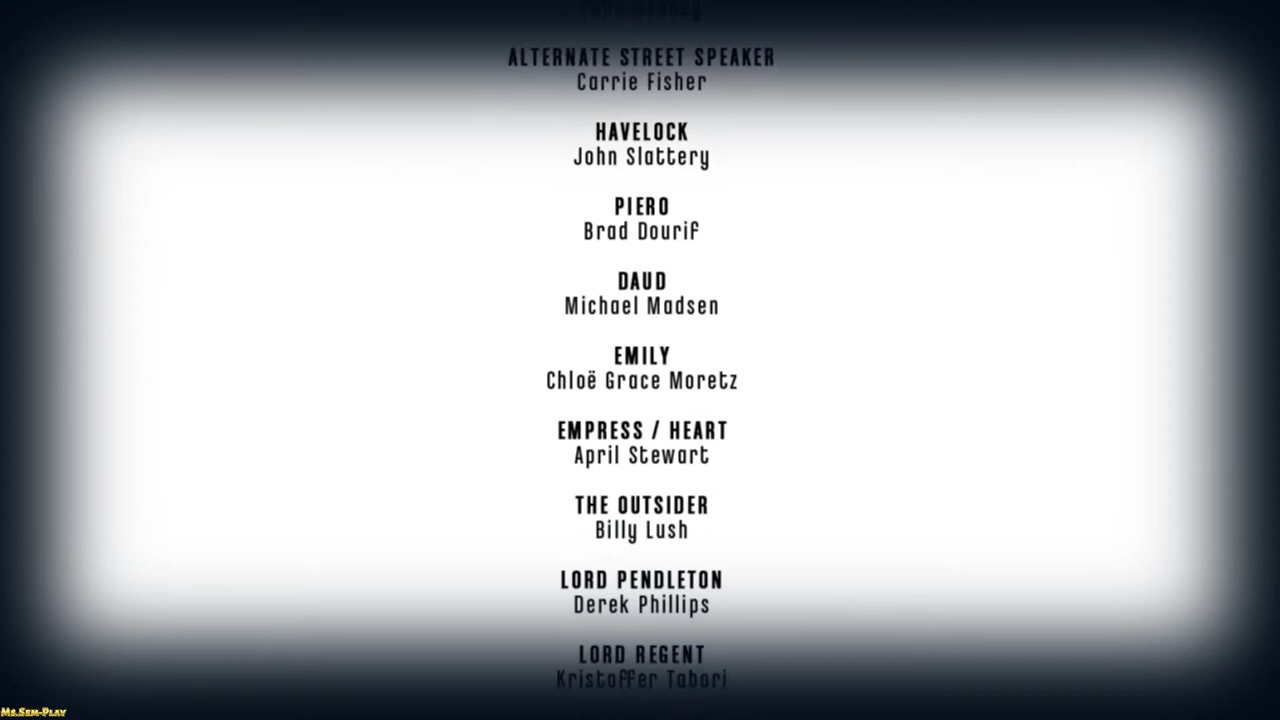 ALTERNATE STREET SPEAKER
Carrie Fisher
HAVELOCK
John Slattery
PIERO
Brad Dourif
DAUD
Michael Madsen
EMILY
Chloë Grace Moretz
EMPRESS / HEART
April Stewart
THE OUTSIDER
Billy Lush
LORD PENDLETON
Derek Phillips
LORD REGENT
Kristoffer Tabori
Ms.Sem-Play